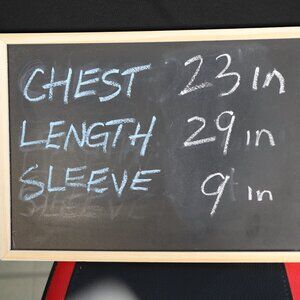 CHEST 23 in
LENGTH 29 in
SLEEVE 9 in